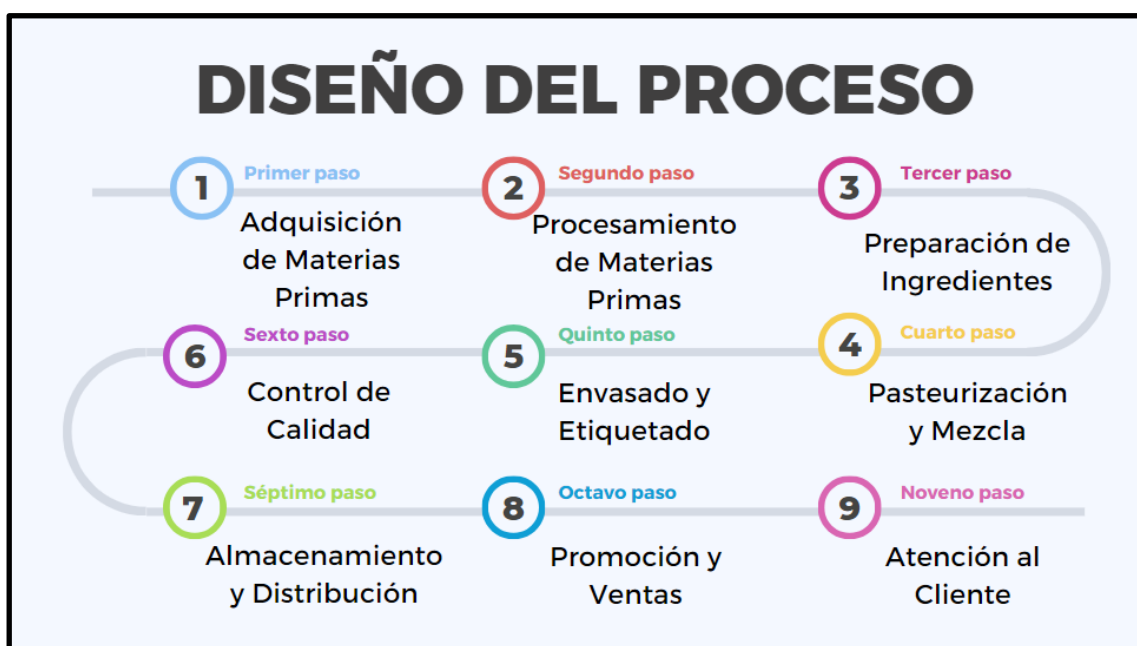 DISEÑO DEL PROCESO
1
Primer paso
Adquisición
de Materias
Primas
2
Segundo paso
Procesamiento
de Materias
Primas
3
Tercer paso
Preparación de
Ingredientes
4
Cuarto paso
Pasteurización
y Mezcla
5
Quinto paso
Envasado y
Etiquetado
6
Sexto paso
Control de
Calidad
7
Séptimo paso
Almacenamiento
y Distribución
8
Octavo paso
Promoción y
Ventas
9
Noveno paso
Atención al
Cliente